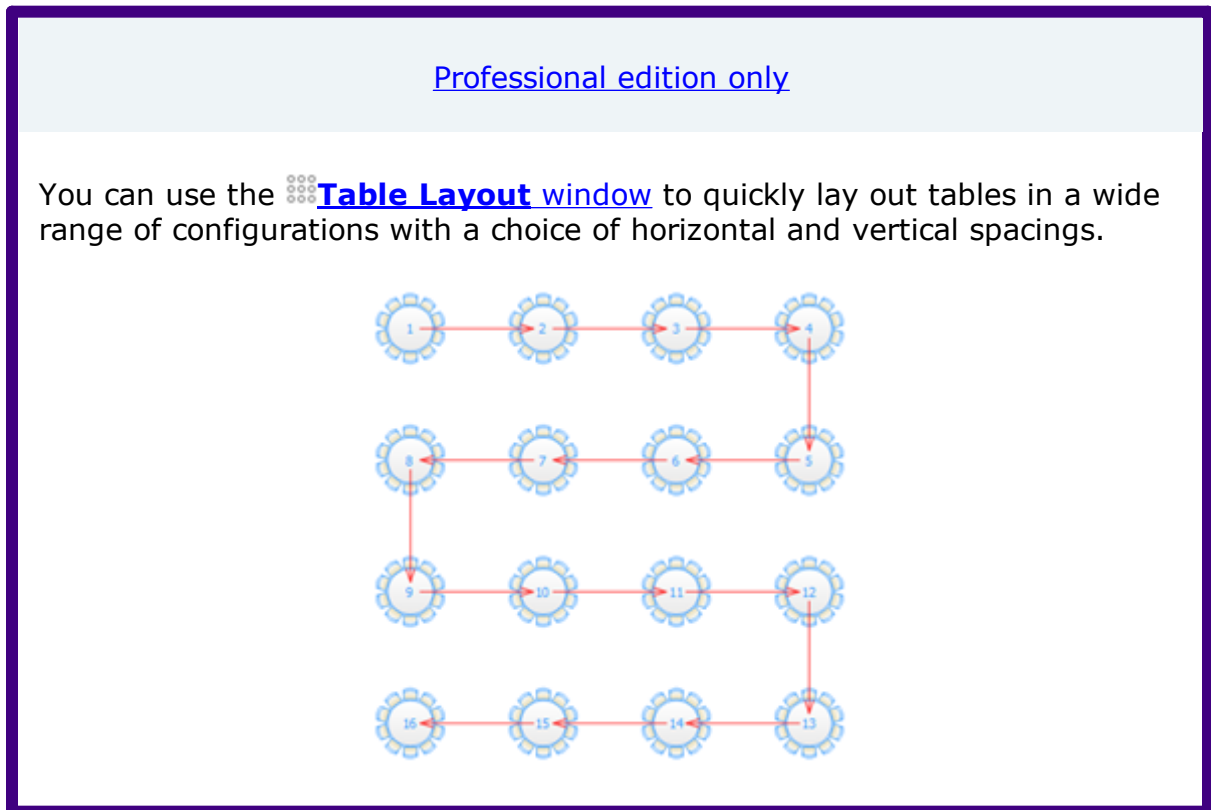 Professional edition only
You can use the Table Layout window to quickly lay out tables in a wide
range of configurations with a choice of horizontal and vertical spacings.
1 2 3 4
8 7 6 5
9 10 11 12
16 15 14 13